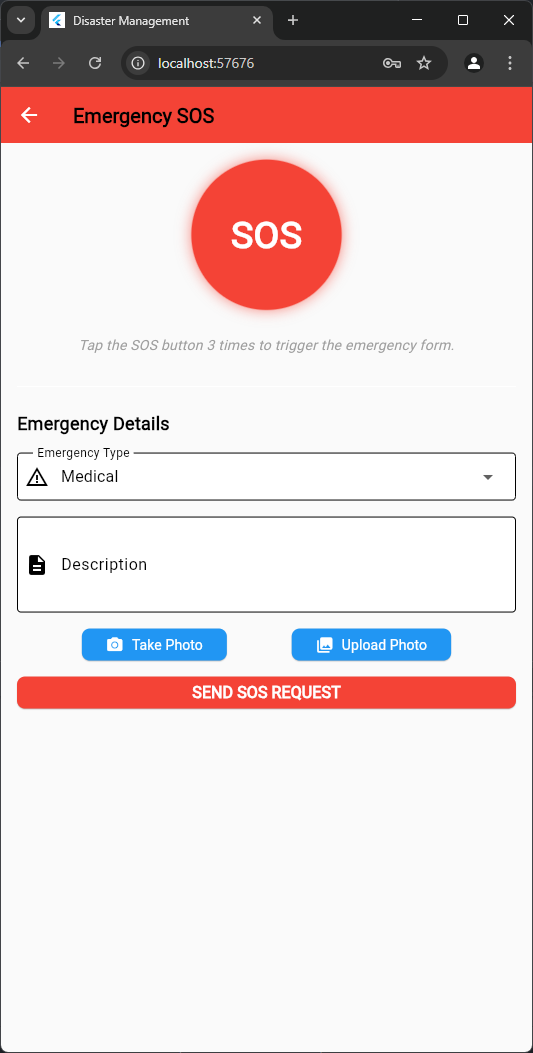 Disaster Management
localhost:57676
Emergency SOS
SOS
Tap the SOS button 3 times to trigger the emergency form.
Emergency Details
Emergency Type
Medical
Description
Take Photo
Upload Photo
SEND SOS REQUEST